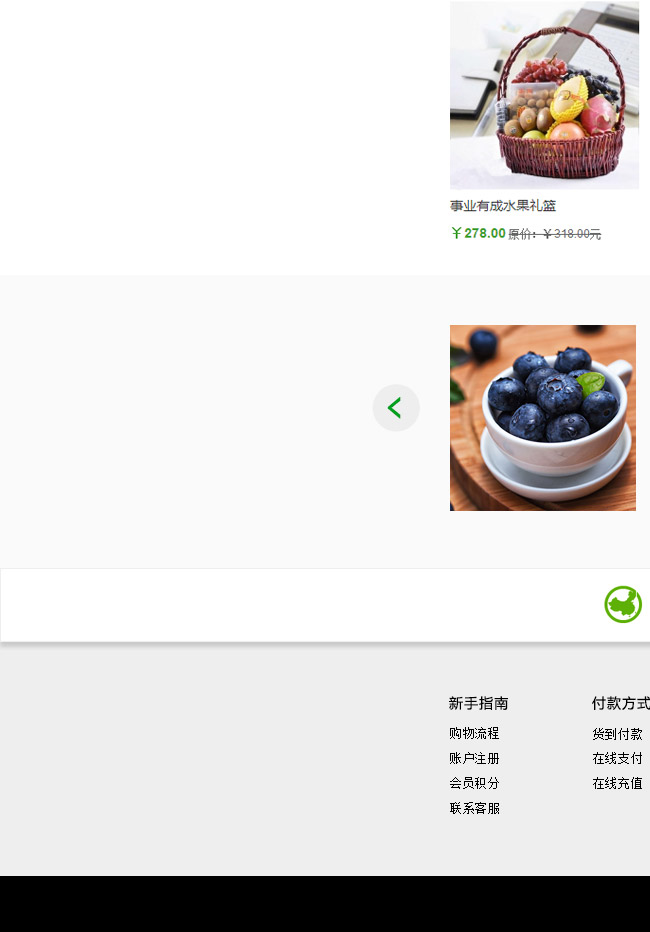 事业有成水果礼篮
￥278.00 原价：￥318.00元
新手指南
购物流程
账户注册
会员积分
联系客服
付款方式
货到付款
在线支付
在线充值